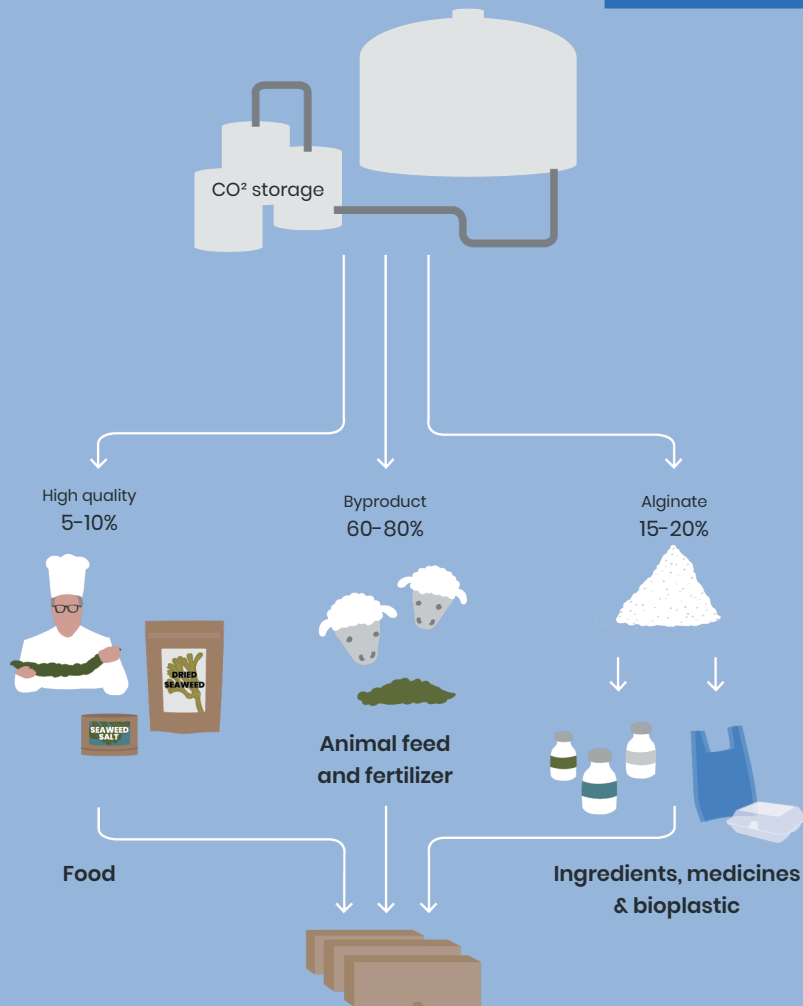 CO² storage
High quality
5-10%
Byproduct
60-80%
Alginate
15-20%
DRIED
SEAWEED
SEAWEED
SALT
Animal feed
and fertilizer
Food
Ingredients, medicines
& bioplastic